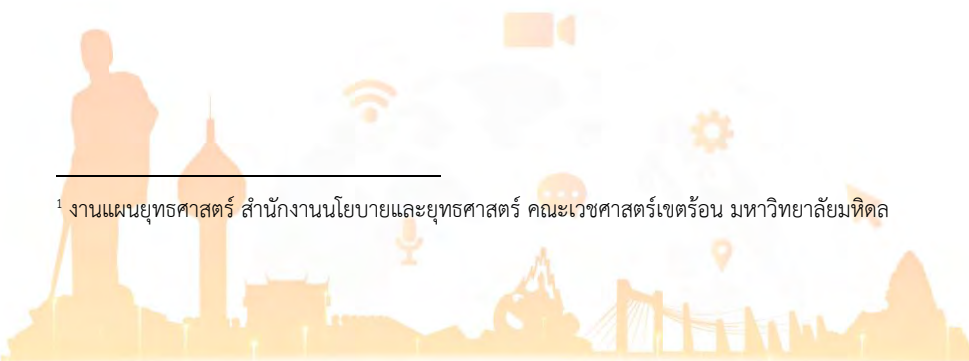 ¹ งานแผนยุทธศาสตร์ สำนักงานนโยบายและยุทธศาสตร์ คณะเวชศาสตร์เขตร้อน มหาวิทยาลัยมหิดล